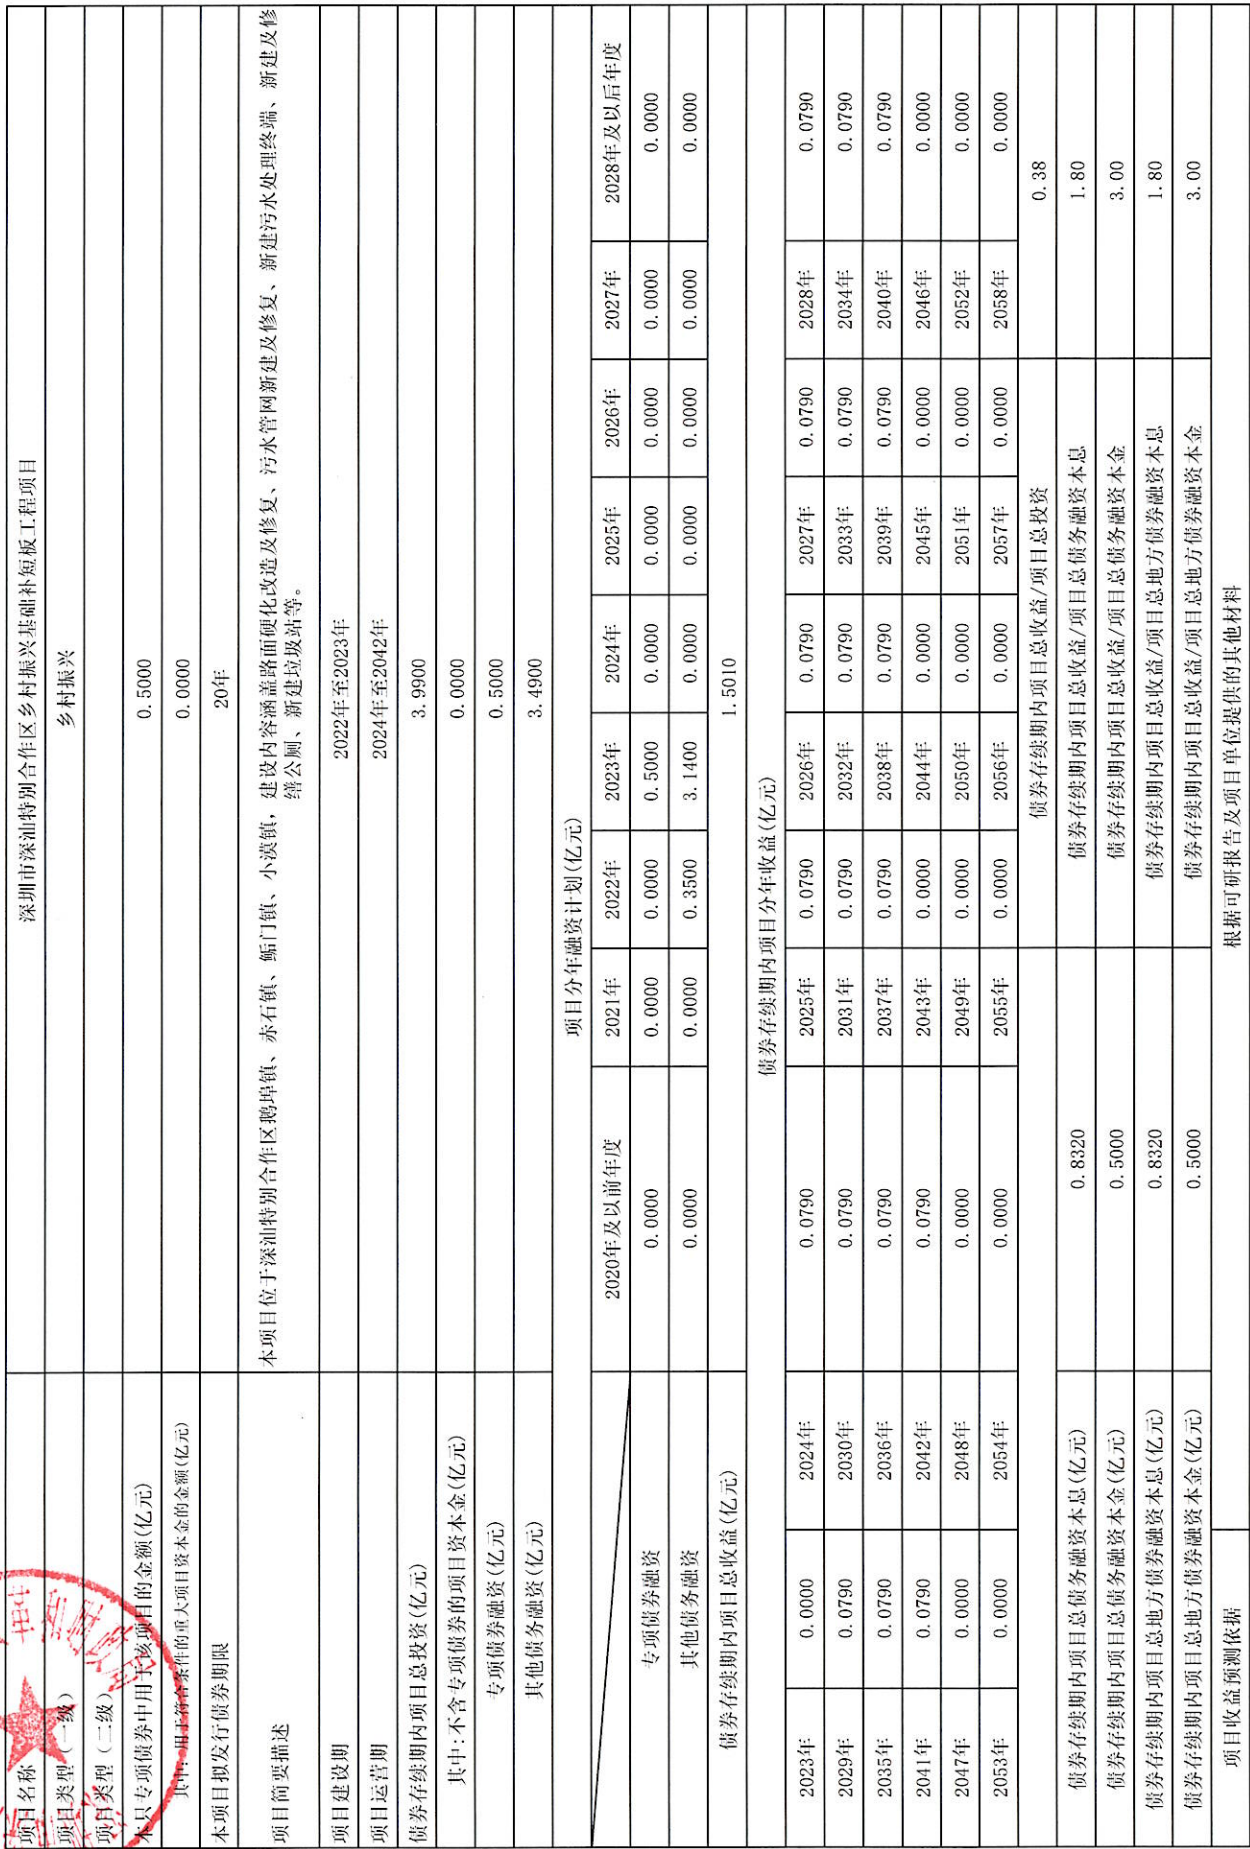 项目名称 深圳市深汕特别合作区乡村振兴基础补短板工程项目
项目类型（一级） 乡村振兴
项目类型（二级）
本只专项债券中用于该项目的金额(亿元) 0.5000
其中：用于符合条件的重大项目资本金的金额(亿元) 0.0000
本项目拟发行债券期限 20年
项目简要描述 本项目位于深汕特别合作区鹅埠镇、赤石镇、鲘门镇、小漠镇，建设内容涵盖路面硬化改造及修复、污水管网新建及修复、新建污水处理终端、新建及修
缮公厕、新建垃圾站等。
项目建设期 2022年至2023年
项目运营期 2024年至2042年
债券存续期内项目总投资(亿元) 3.9900
其中:不含专项债券的项目资本金(亿元) 0.0000
专项债券融资(亿元) 0.5000
其他债务融资(亿元) 3.4900
项目分年融资计划(亿元)
2020年及以前年度 2021年 2022年 2023年 2024年 2025年 2026年 2027年 2028年及以后年度
专项债券融资 0.0000 0.0000 0.0000 0.5000 0.0000 0.0000 0.0000 0.0000 0.0000
其他债务融资 0.0000 0.0000 0.3500 3.1400 0.0000 0.0000 0.0000 0.0000 0.0000
债券存续期内项目总收益(亿元) 1.5010
债券存续期内项目分年收益(亿元)
2023年 0.0000 2024年 0.0790 2025年 0.0790 2026年 0.0790 2027年 0.0790 2028年 0.0790
2029年 0.0790 2030年 0.0790 2031年 0.0790 2032年 0.0790 2033年 0.0790 2034年 0.0790
2035年 0.0790 2036年 0.0790 2037年 0.0790 2038年 0.0790 2039年 0.0790 2040年 0.0790
2041年 0.0790 2042年 0.0790 2043年 0.0000 2044年 0.0000 2045年 0.0000 2046年 0.0000
2047年 0.0000 2048年 0.0000 2049年 0.0000 2050年 0.0000 2051年 0.0000 2052年 0.0000
2053年 0.0000 2054年 0.0000 2055年 0.0000 2056年 0.0000 2057年 0.0000 2058年 0.0000
债券存续期内项目总收益/项目总投资 0.38
债券存续期内项目总债务融资本息(亿元) 0.8320 债券存续期内项目总收益/项目总债务融资本息 1.80
债券存续期内项目总债务融资本金(亿元) 0.5000 债券存续期内项目总收益/项目总债务融资本金 3.00
债券存续期内项目总地方债券融资本息(亿元) 0.8320 债券存续期内项目总收益/项目总地方债券融资本息 1.80
债券存续期内项目总地方债券融资本金(亿元) 0.5000 债券存续期内项目总收益/项目总地方债券融资本金 3.00
项目收益预测依据 根据可研报告及项目单位提供的其他材料